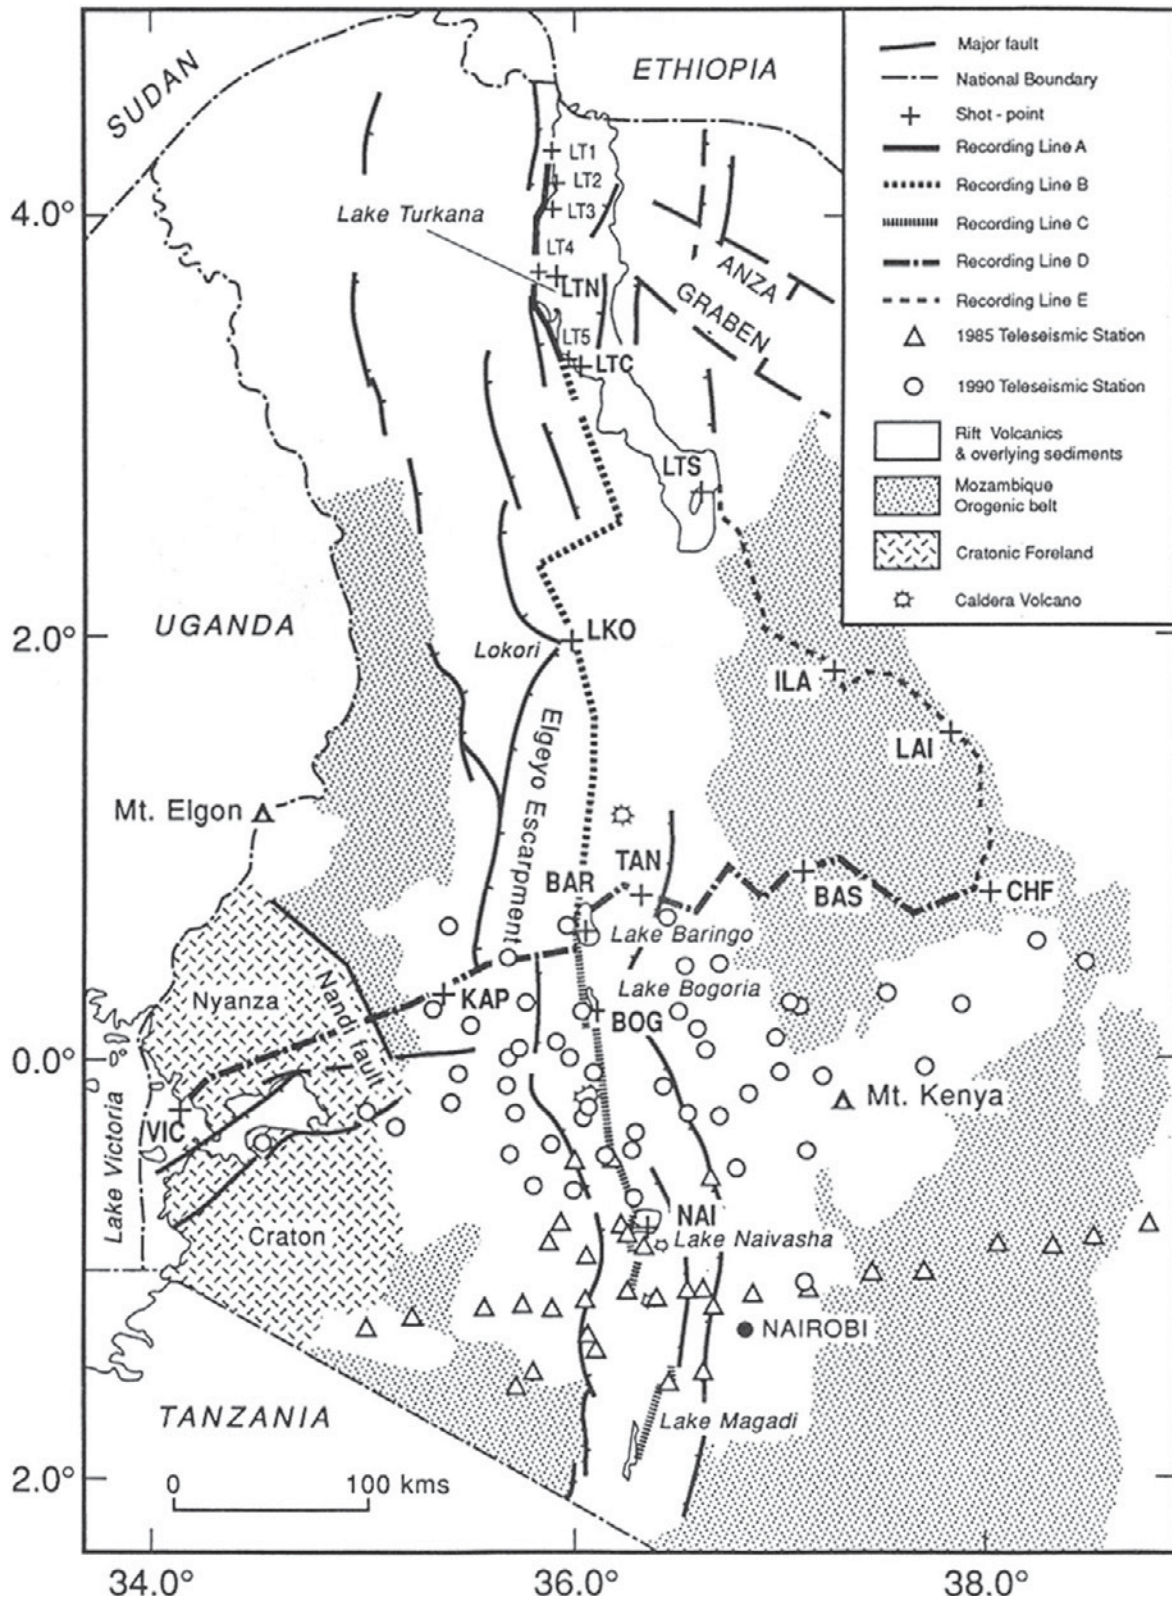 SUDAN
ETHIOPIA
Major fault
National Boundary
Shot - point
Recording Line A
Recording Line B
Recording Line C
Recording Line D
Recording Line E
1985 Teleseismic Station
1990 Teleseismic Station
Rift Volcanics
& overlying sediments
Mozambique
Orogenic belt
Cratonic Foreland
Caldera Volcano
LT1
LT2
LT3
4.0°
Lake Turkana
LT4
LTN
ANZA
GRABEN
LT5
LTC
LTS
UGANDA
2.0°
Lokori
LKO
ILA
LAI
Elgeyo Escarpment
Mt. Elgon
TAN
BAR
BAS
CHF
Lake Baringo
Nyanza
Nandi fault
KAP
Lake Bogoria
BOG
0.0°
Mt. Kenya
VIC
Lake Victoria
NAI
Craton
Lake Naivasha
NAIROBI
TANZANIA
Lake Magadi
2.0°
0 100 kms
34.0° 36.0° 38.0°